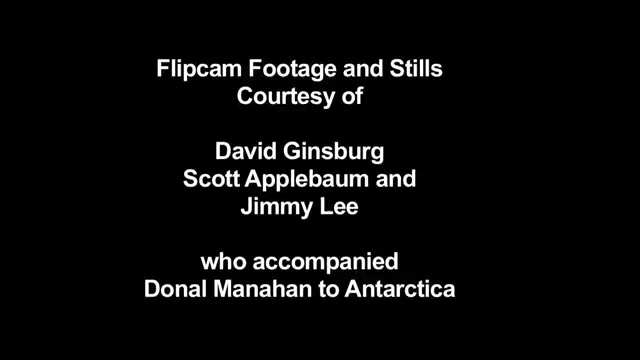 Flipcam Footage and Stills
Courtesy of
David Ginsburg
Scott Applebaum and
Jimmy Lee
who accompanied
Donal Manahan to Antarctica